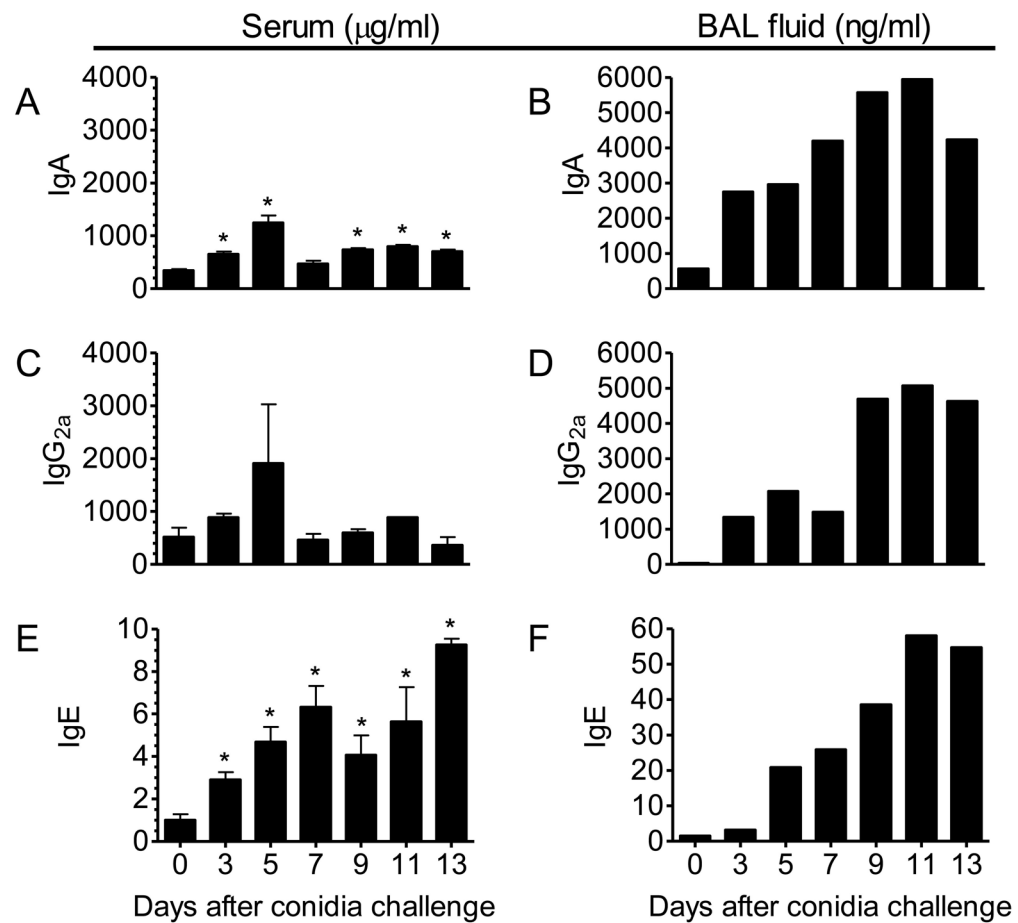 Serum (μg/ml) BAL fluid (ng/ml)
A
IgA
4000
3000
2000
1000
0
* * * * *
B
IgA
6000
5000
4000
3000
2000
1000
0
C
IgG2a
4000
3000
2000
1000
0
D
IgG2a
6000
5000
4000
3000
2000
1000
0
E
IgE
10
8
6
4
2
0
* * * * * *
0 3 5 7 9 11 13
Days after conidia challenge
F
IgE
60
50
40
30
20
10
0
0 3 5 7 9 11 13
Days after conidia challenge